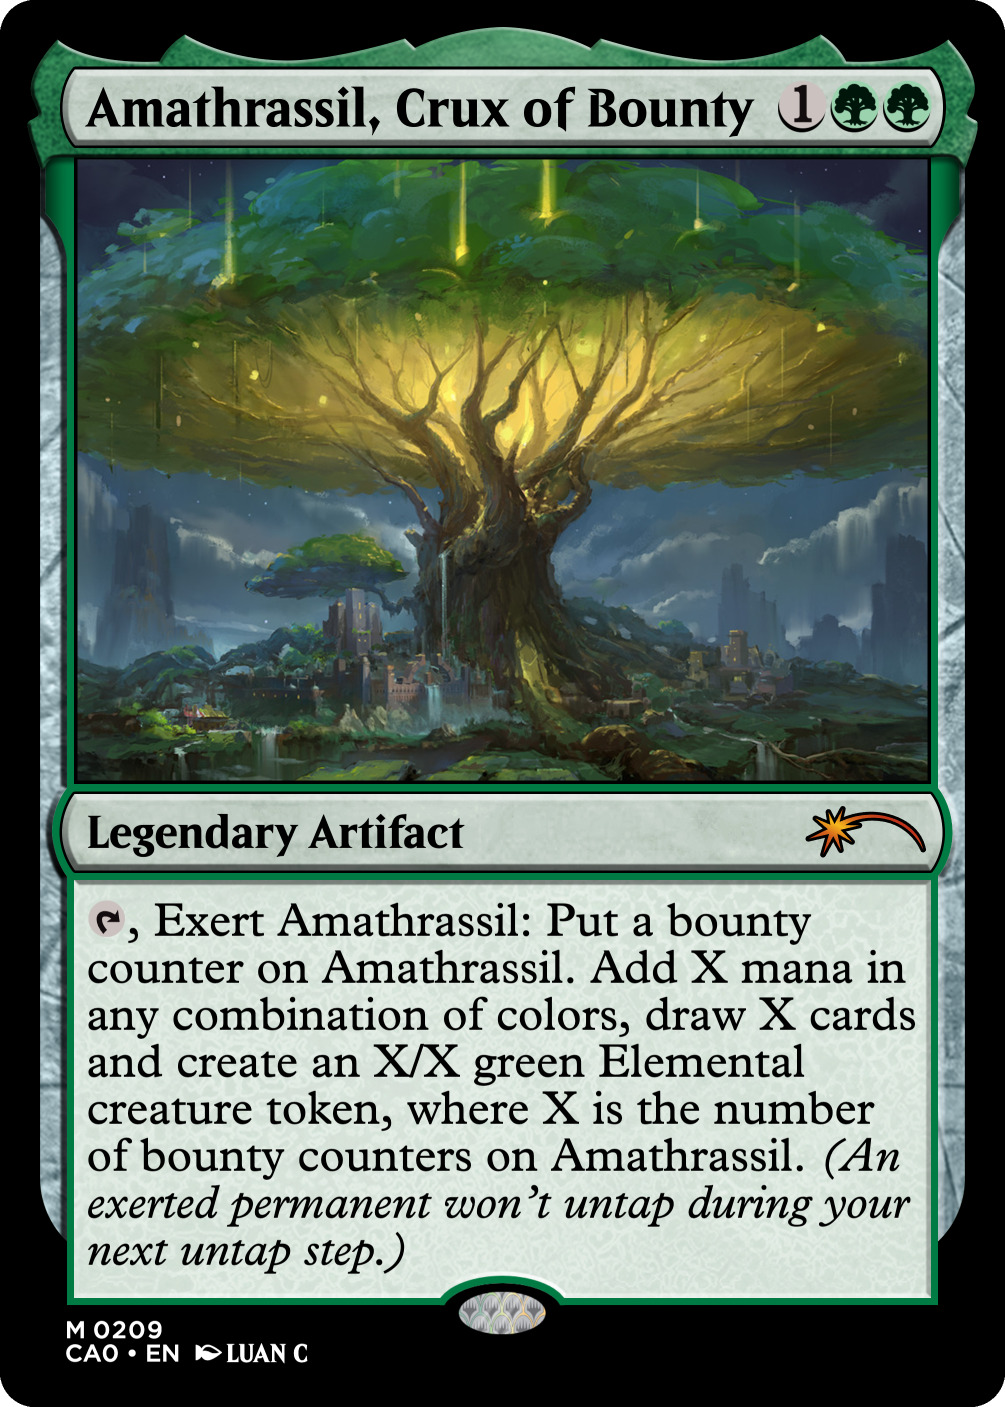 Amathrassil, Crux of Bounty 1
Legendary Artifact
, Exert Amathrassil: Put a bounty
counter on Amathrassil. Add X mana in
any combination of colors, draw X cards
and create an X/X green Elemental
creature token, where X is the number
of bounty counters on Amathrassil. (An
exerted permanent won't untap during your
next untap step.)
M 0209
CAO • EN LUAN C